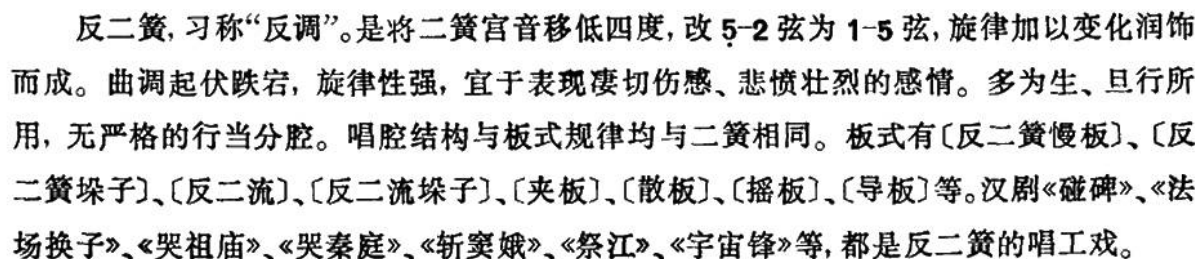 反二簧,习称“反调”。是将二簧宫音移低四度,改5̣-2弦为1-5弦,旋律加以变化润饰
而成。曲调起伏跌宕,旋律性强,宜于表现凄切伤感、悲愤壮烈的感情。多为生、旦行所
用,无严格的行当分腔。唱腔结构与板式规律均与二簧相同。板式有〔反二簧慢板〕、〔反
二簧垛子〕、〔反二流〕、〔反二流垛子〕、〔夹板〕、〔散板〕、〔摇板〕、〔导板〕等。汉剧《碰碑》、《法
场换子》、《哭祖庙》、《哭秦庭》、《斩窦娥》、《祭江》、《宇宙锋》等,都是反二簧的唱工戏。